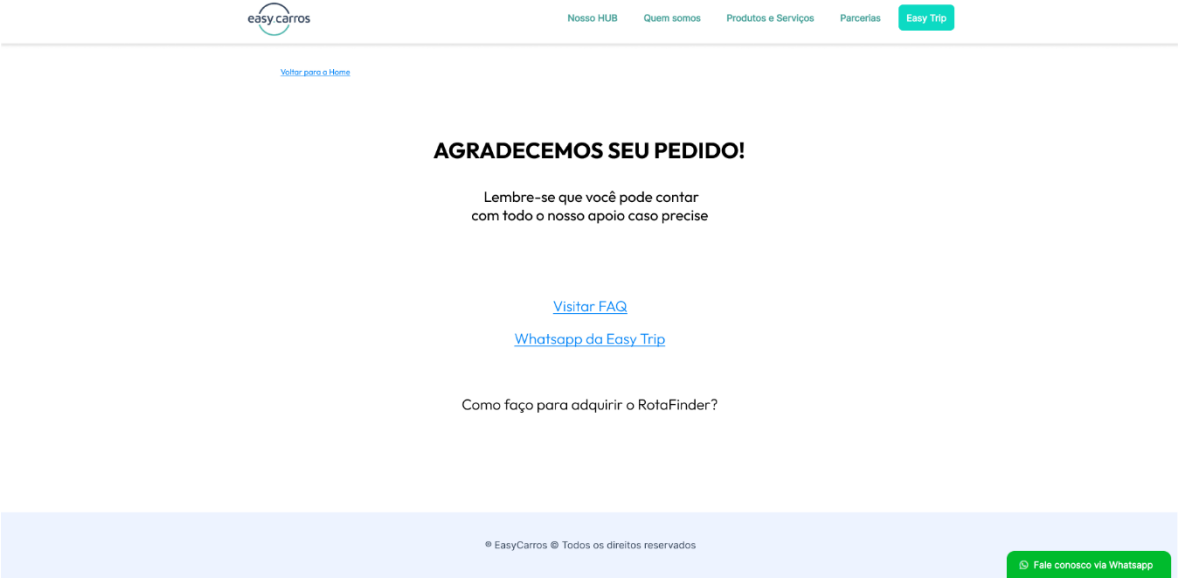 easy.carros
Nosso HUB
Quem somos
Produtos e Serviços
Parcerias
Easy Trip
Voltar para a Home
AGRADECEMOS SEU PEDIDO!
Lembre-se que você pode contar
com todo o nosso apoio caso precise
Visitar FAQ
Whatsapp da Easy Trip
Como faço para adquirir o RotaFinder?
® EasyCarros © Todos os direitos reservados
Fale conosco via Whatsapp